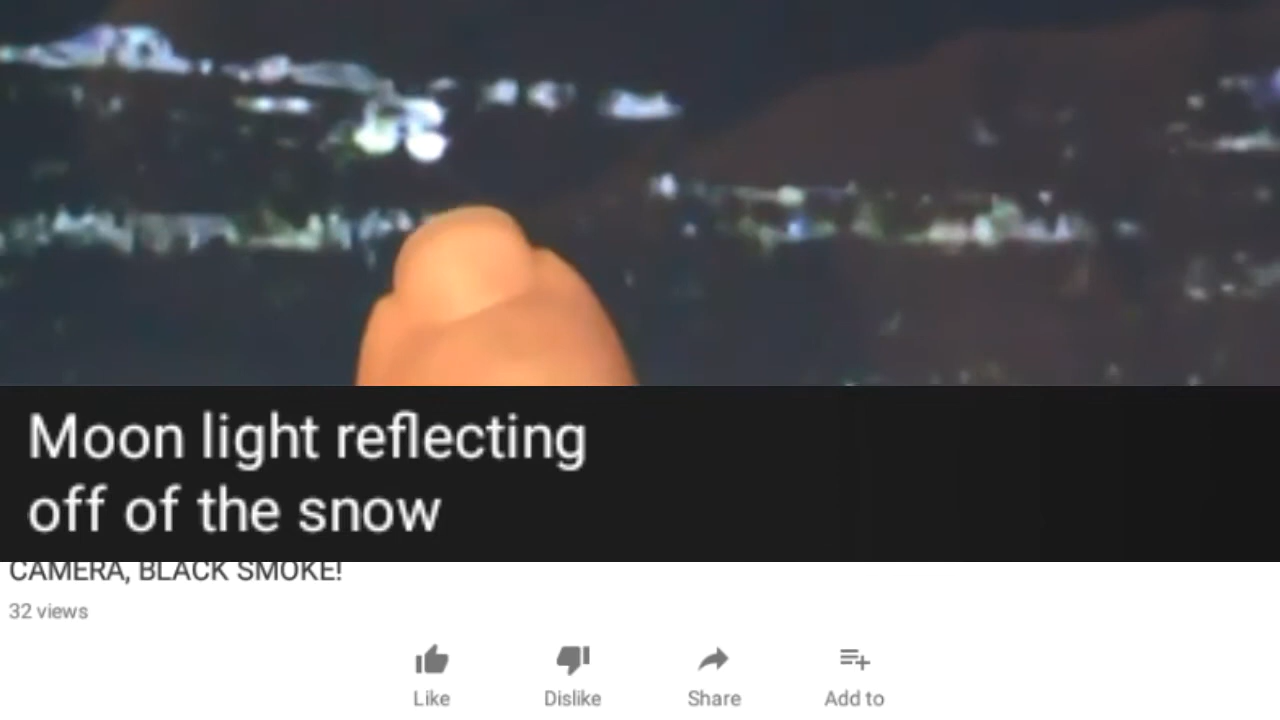 Moon light reflecting
off of the snow
CAMERA, BLACK SMOKE!
32 views
Like Dislike Share Add to